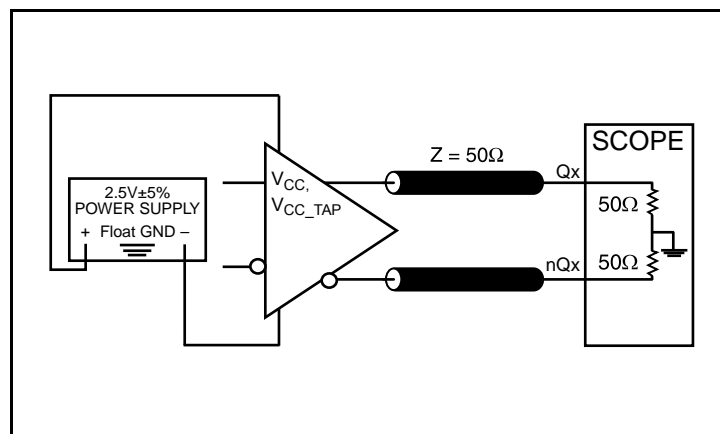 SCOPE
Z = 50Ω
Qx
V_CC,
V_CC_TAP
2.5V±5%
POWER SUPPLY
+ Float GND –
50Ω
50Ω
nQx